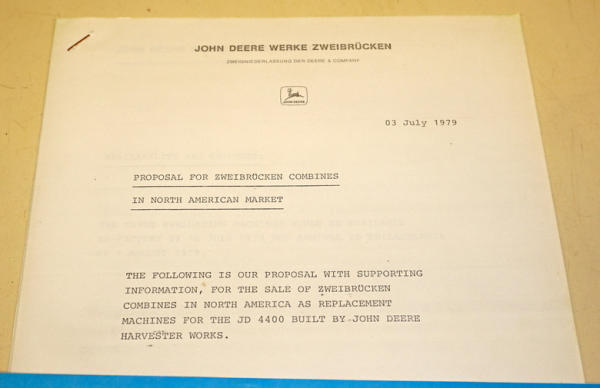 JOHN DEERE WERKE ZWEIBRÜCKEN
ZWEIGNIEDERLASSUNG DER DEERE & COMPANY
JOHN DEERE
03 July 1979
PROPOSAL FOR ZWEIBRÜCKEN COMBINES
IN NORTH AMERICAN MARKET
THE FOLLOWING IS OUR PROPOSAL WITH SUPPORTING
INFORMATION, FOR THE SALE OF ZWEIBRÜCKEN
COMBINES IN NORTH AMERICA AS REPLACEMENT
MACHINES FOR THE JD 4400 BUILT BY JOHN DEERE
HARVESTER WORKS.